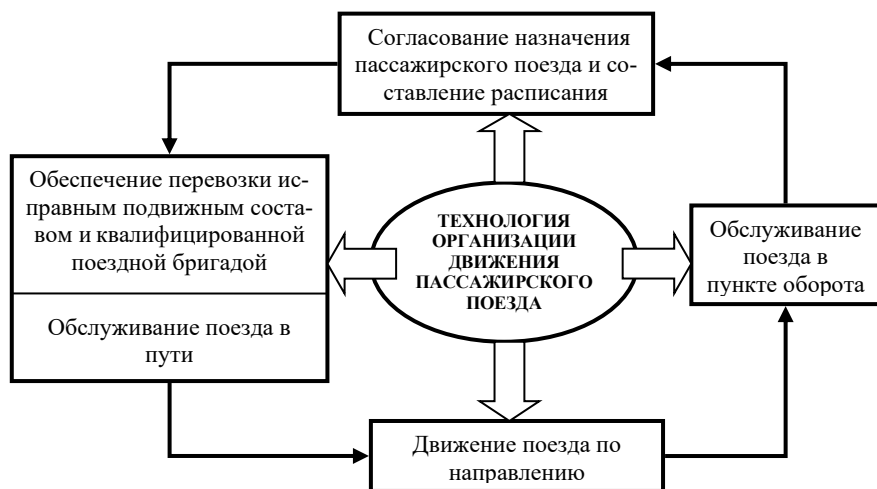 Согласование назначения
пассажирского поезда и со-
ставление расписания
Обеспечение перевозки ис-
правным подвижным соста-
вом и квалифицированной
поездной бригадой
Обслуживание поезда в
пути
ТЕХНОЛОГИЯ
ОРГАНИЗАЦИИ
ДВИЖЕНИЯ
ПАССАЖИРСКОГО
ПОЕЗДА
Обслуживание
поезда в
пункте оборота
Движение поезда по
направлению